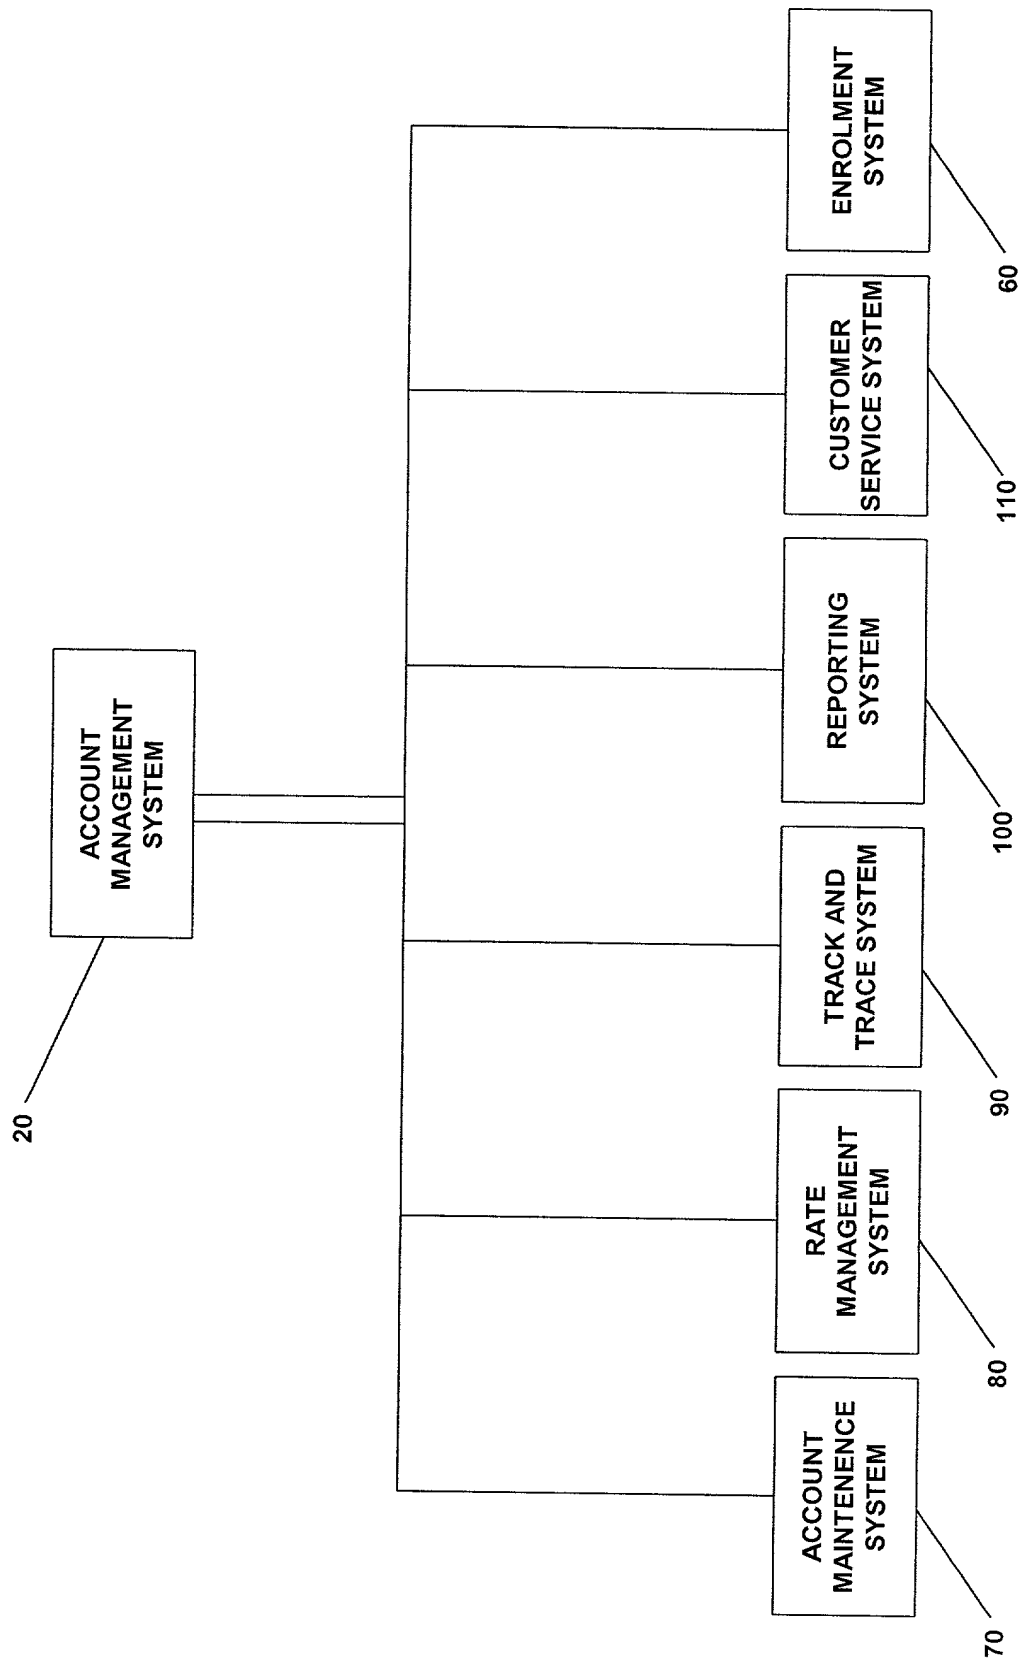 ACCOUNT
MANAGEMENT
SYSTEM
20
ACCOUNT
MAINTENENCE
SYSTEM
70
RATE
MANAGEMENT
SYSTEM
80
TRACK AND
TRACE SYSTEM
90
REPORTING
SYSTEM
100
CUSTOMER
SERVICE SYSTEM
110
ENROLMENT
SYSTEM
60